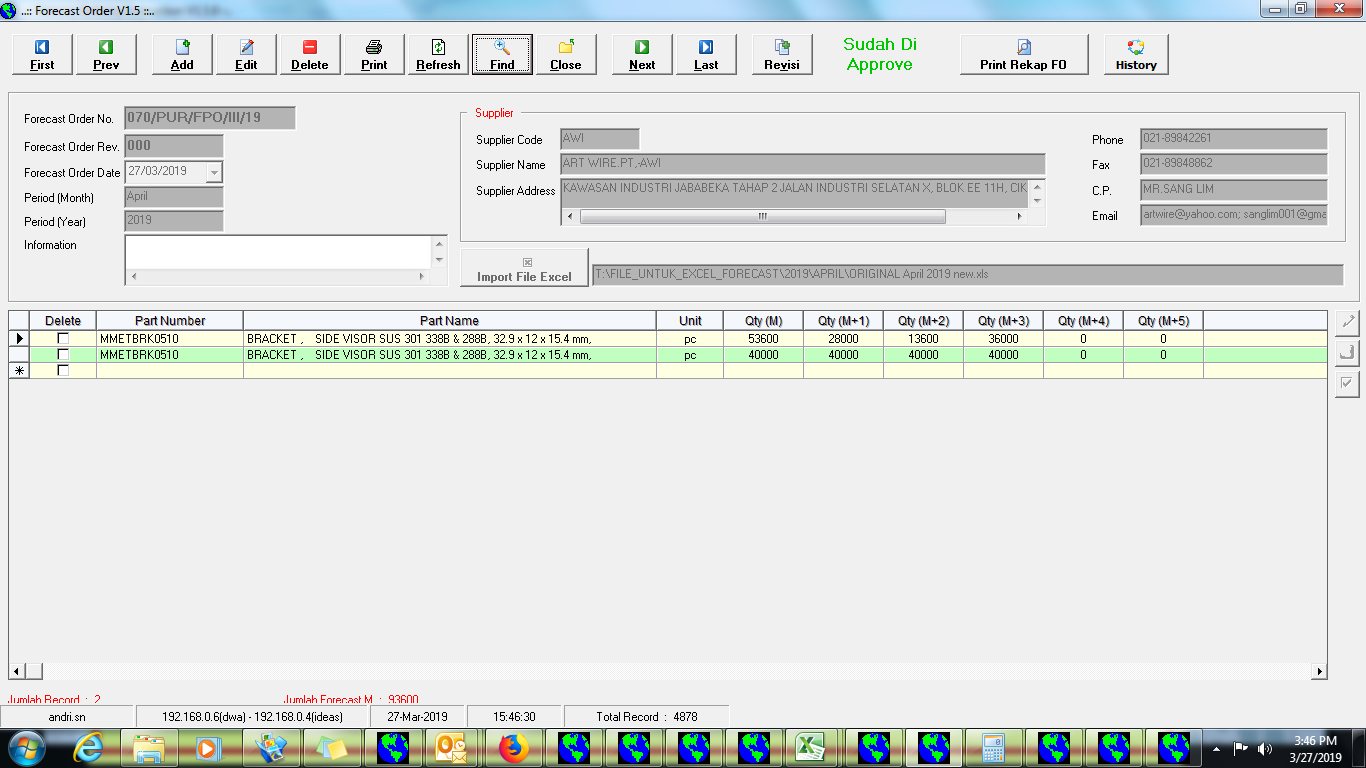 ..:: Forecast Order V1.5 ::..
First Prev Add Edit Delete Print Refresh Find Close Next Last Revisi
Sudah Di
Approve
Print Rekap FO History
Forecast Order No. 070/PUR/FPO/III/19
Forecast Order Rev. 000
Forecast Order Date 27/03/2019
Period (Month) April
Period (Year) 2019
Information
Supplier
Supplier Code AWI
Supplier Name ART WIRE.PT,-AWI
Supplier Address KAWASAN INDUSTRI JABABEKA TAHAP 2 JALAN INDUSTRI SELATAN X, BLOK EE 11H, CIK
Phone 021-89842261
Fax 021-89848862
C.P. MR.SANG LIM
Email artwire@yahoo.com; sanglim001@gma
Import File Excel T:\FILE_UNTUK_EXCEL_FORECAST\2019\APRIL\ORIGINAL April 2019 new.xls
Delete Part Number Part Name Unit Qty (M) Qty (M+1) Qty (M+2) Qty (M+3) Qty (M+4) Qty (M+5)
MMETBRK0510 BRACKET , SIDE VISOR SUS 301 338B & 288B, 32.9 x 12 x 15.4 mm, pc 53600 28000 13600 36000 0 0
MMETBRK0510 BRACKET , SIDE VISOR SUS 301 338B & 288B, 32.9 x 12 x 15.4 mm, pc 40000 40000 40000 40000 0 0
Jumlah Record : 2 Jumlah Forecast M : 93600
andri.sn 192.168.0.6(dwa) - 192.168.0.4(ideas) 27-Mar-2019 15:46:30 Total Record : 4878
3:46 PM
3/27/2019